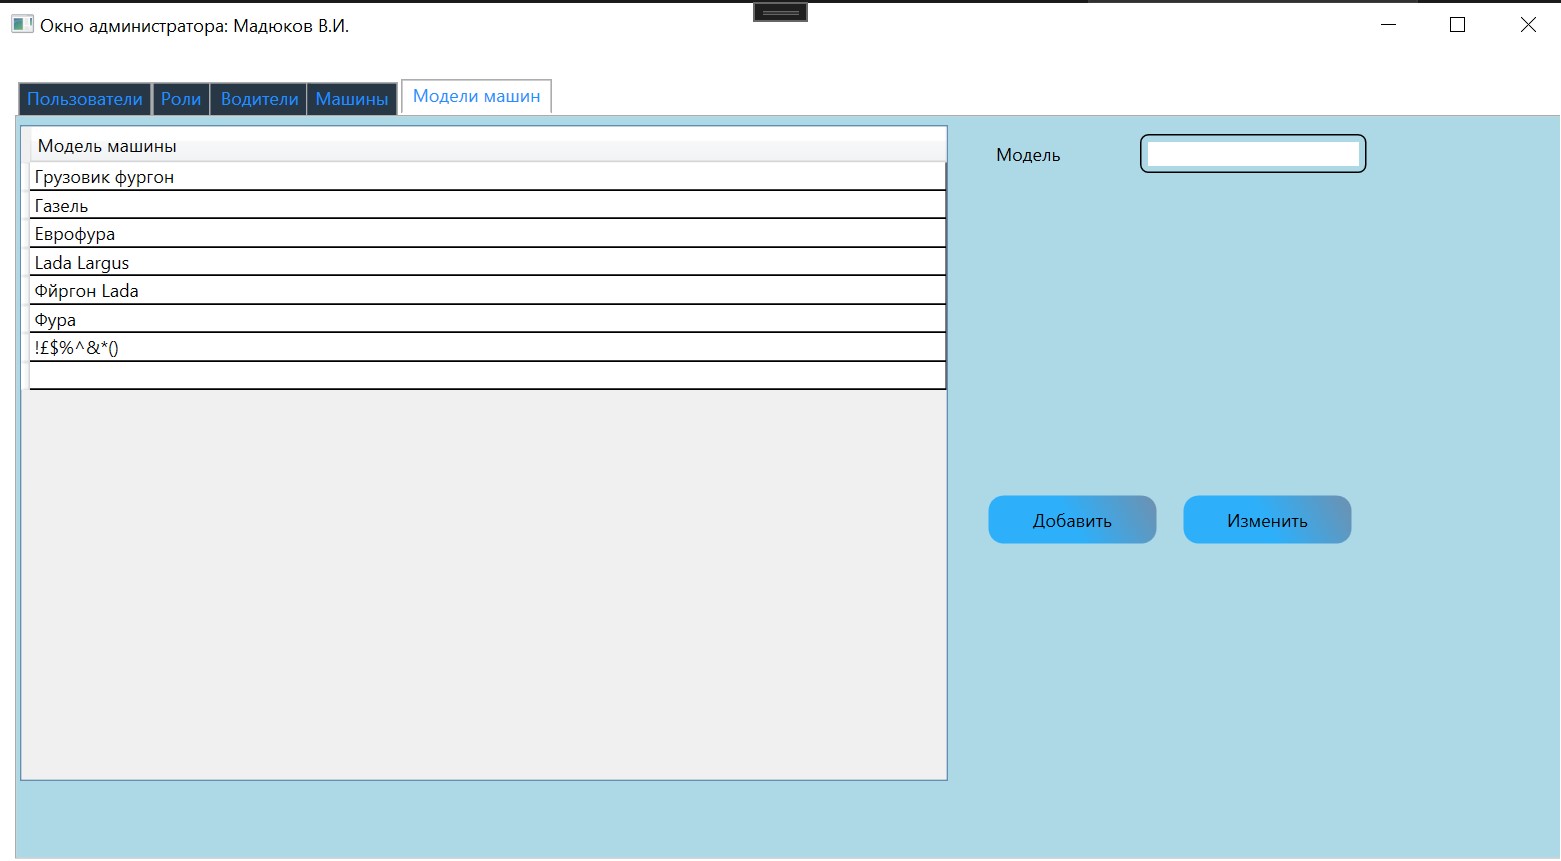 Окно администратора: Мадюков В.И.
Пользователи Роли Водители Машины Модели машин
Модель машины
Грузовик фургон
Газель
Еврофура
Lada Largus
Фйргон Lada
Фура
!£$%^&*()
Модель
Добавить Изменить